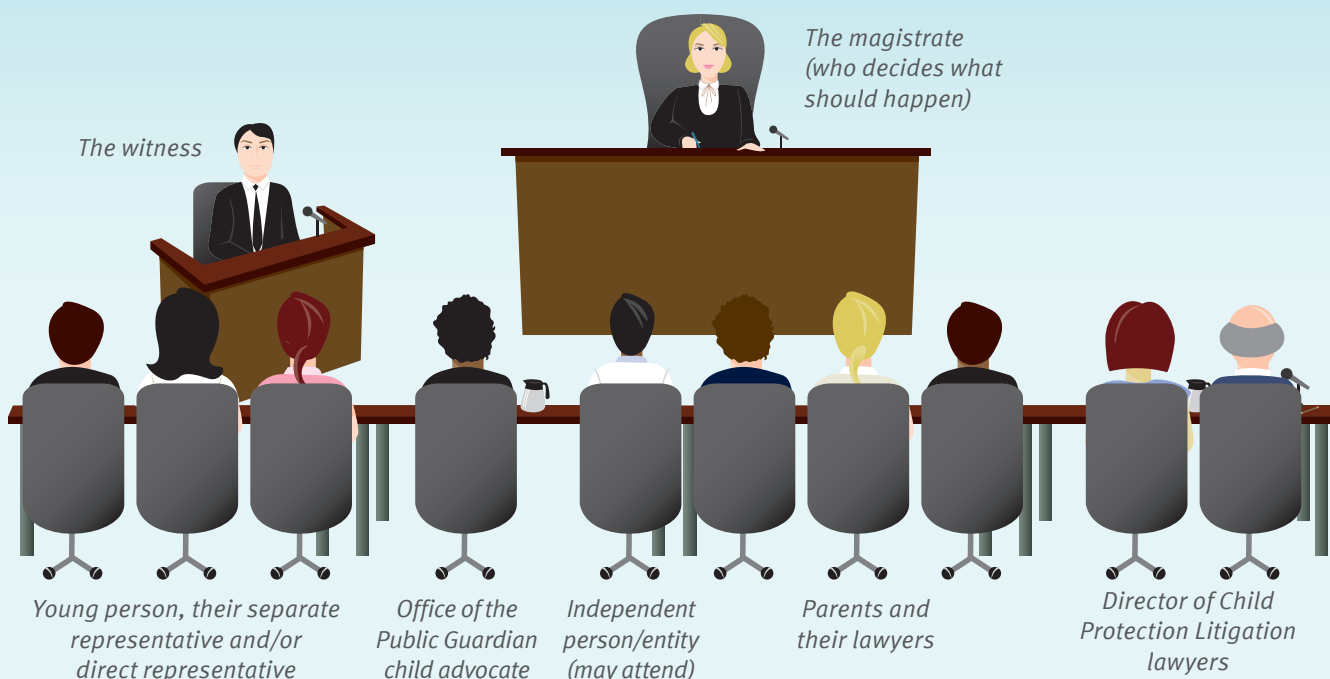 The magistrate
(who decides what
should happen)
The witness
Young person, their separate
representative and/or
direct representative
Office of the
Public Guardian
child advocate
Independent
person/entity
(may attend)
Parents and
their lawyers
Director of Child
Protection Litigation
lawyers